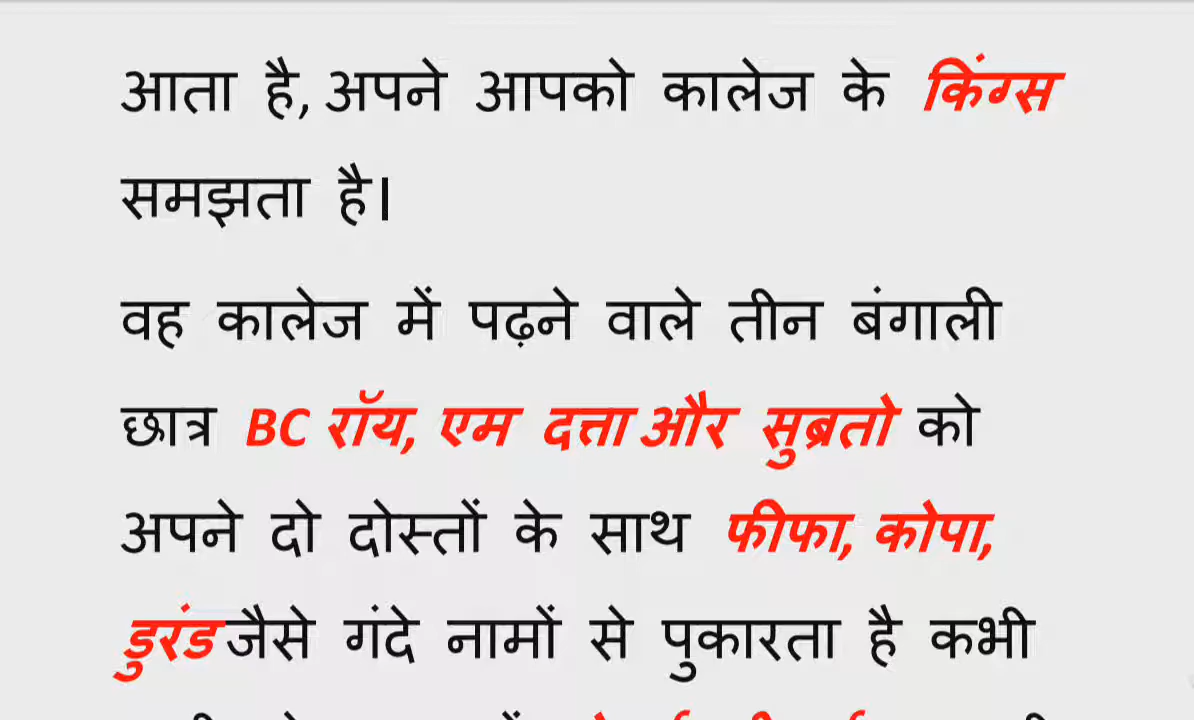 आता है, अपने आपको कालेज के किंग्स
समझता है।
वह कालेज में पढ़ने वाले तीन बंगाली
छात्र BC रॉय, एम दत्ता और सुब्रतो को
अपने दो दोस्तों के साथ फीफा, कोपा,
डुरंड जैसे गंदे नामों से पुकारता है कभी